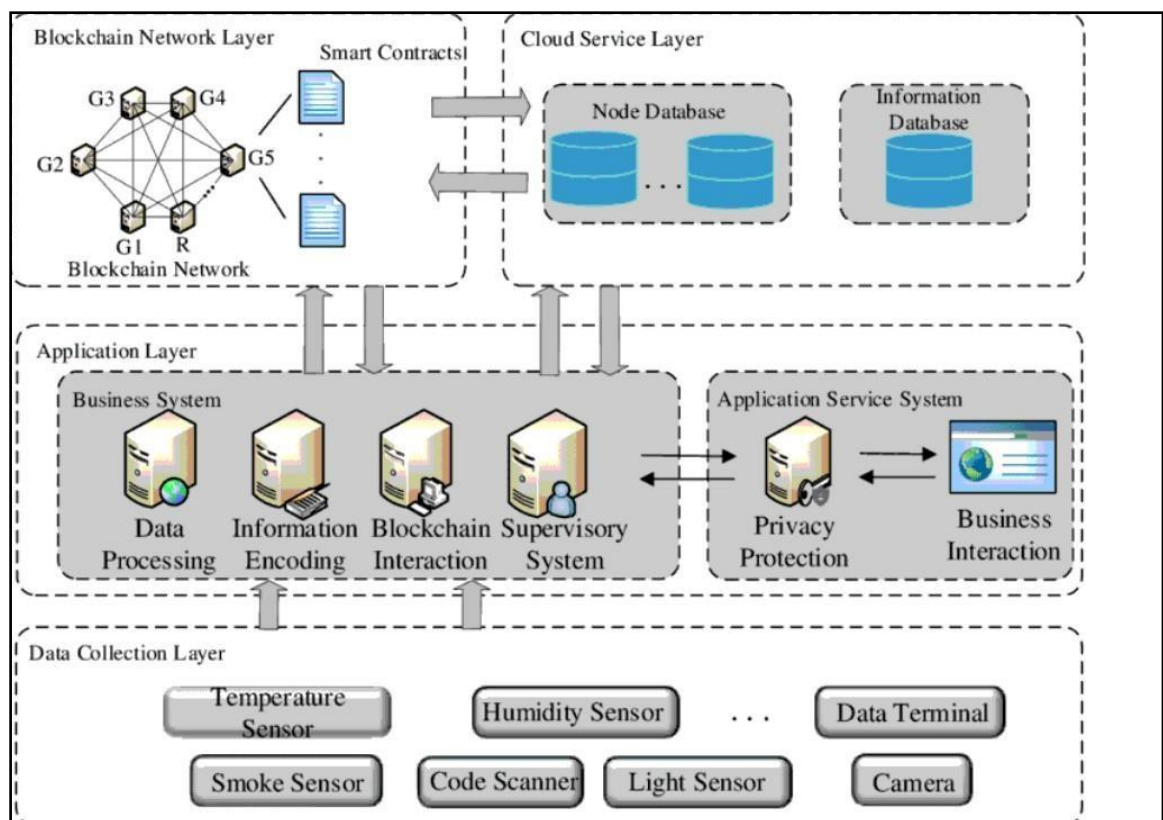 Blockchain Network Layer
Smart Contracts
G3
G4
G2
G5
G1
R
Blockchain Network
Cloud Service Layer
Node Database
Information
Database
Application Layer
Business System
Data
Processing
Information
Encoding
Blockchain
Interaction
Supervisory
System
Application Service System
Privacy
Protection
Business
Interaction
Data Collection Layer
Temperature
Sensor
Humidity Sensor
. . .
Data Terminal
Smoke Sensor
Code Scanner
Light Sensor
Camera